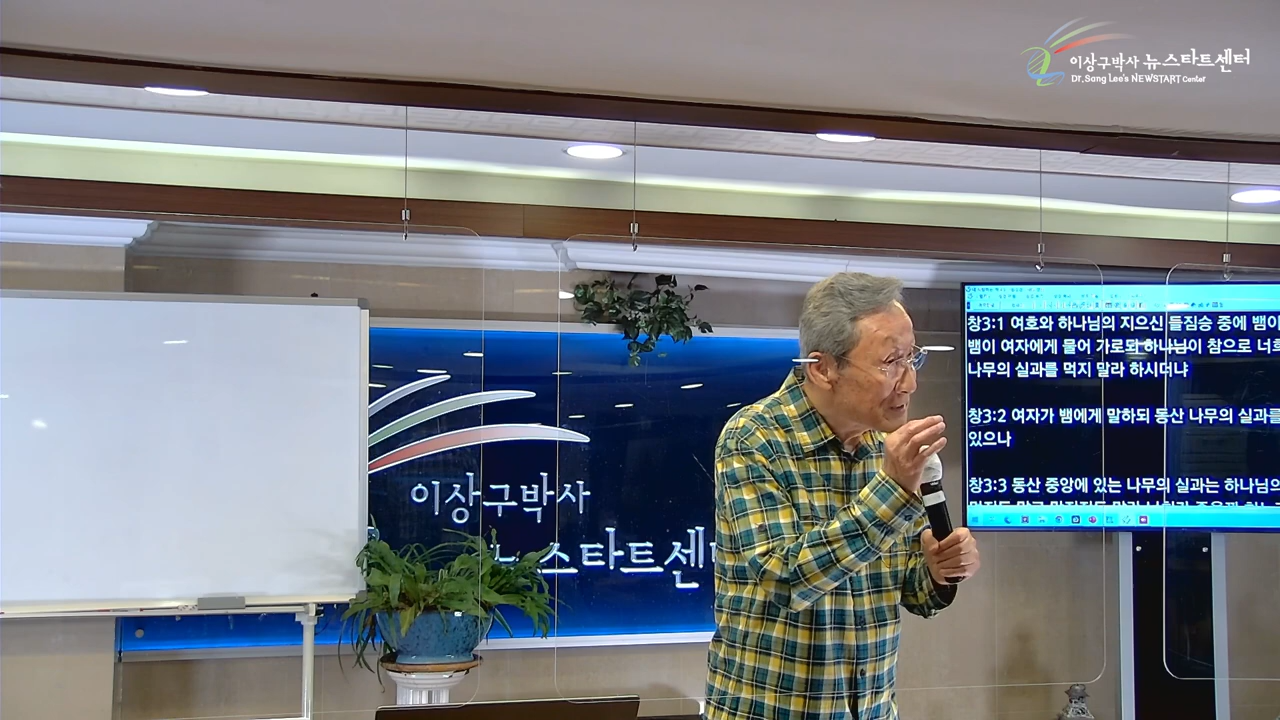 이상구박사 뉴스타트센터
Dr. Sang Lee's NEWSTART Center
창3:1 여호와 하나님의 지으신 들짐승 중에 뱀이
뱀이 여자에게 물어 가로되 하나님이 참으로 너희
나무의 실과를 먹지 말라 하시더냐
창3:2 여자가 뱀에게 말하되 동산 나무의 실과를
있으나
창3:3 동산 중앙에 있는 나무의 실과는 하나님의
이상구박사
뉴스타트센